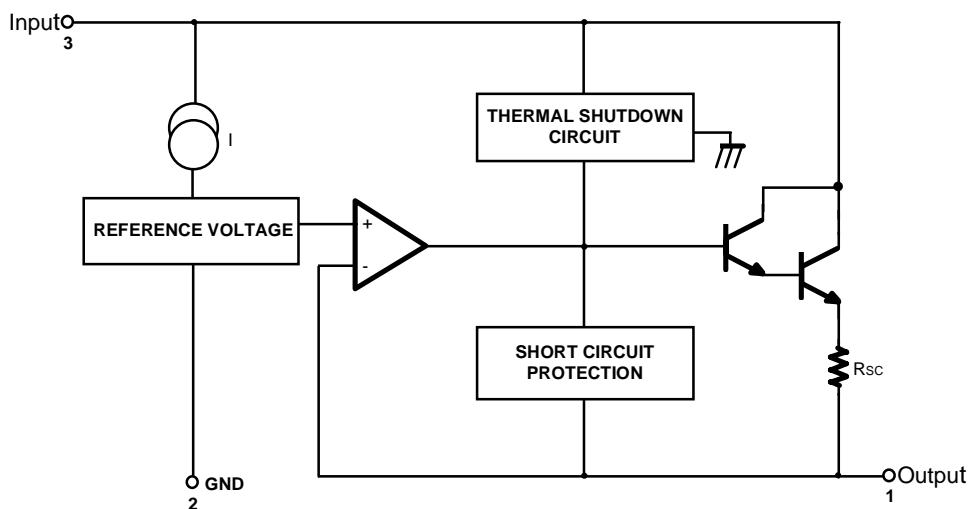 Input
3
THERMAL SHUTDOWN
CIRCUIT
I
REFERENCE VOLTAGE
+
-
SHORT CIRCUIT
PROTECTION
RSC
GND
2
Output
1